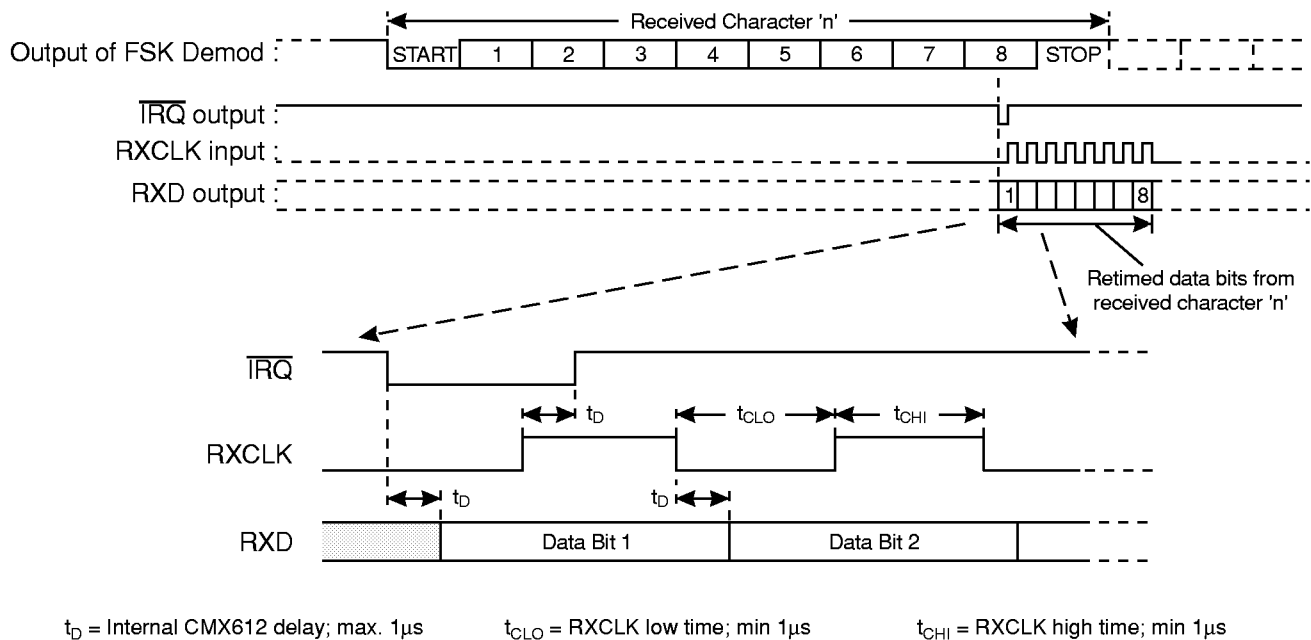 Received Character 'n'
Output of FSK Demod : START 1 2 3 4 5 6 7 8 STOP
IRQ output :
RXCLK input :
RXD output : 1 8
Retimed data bits from
received character 'n'
IRQ
tD tCLO tCHI
RXCLK
tD tD
RXD Data Bit 1 Data Bit 2
tD = Internal CMX612 delay; max. 1µs tCLO = RXCLK low time; min 1µs tCHI = RXCLK high time; min 1µs